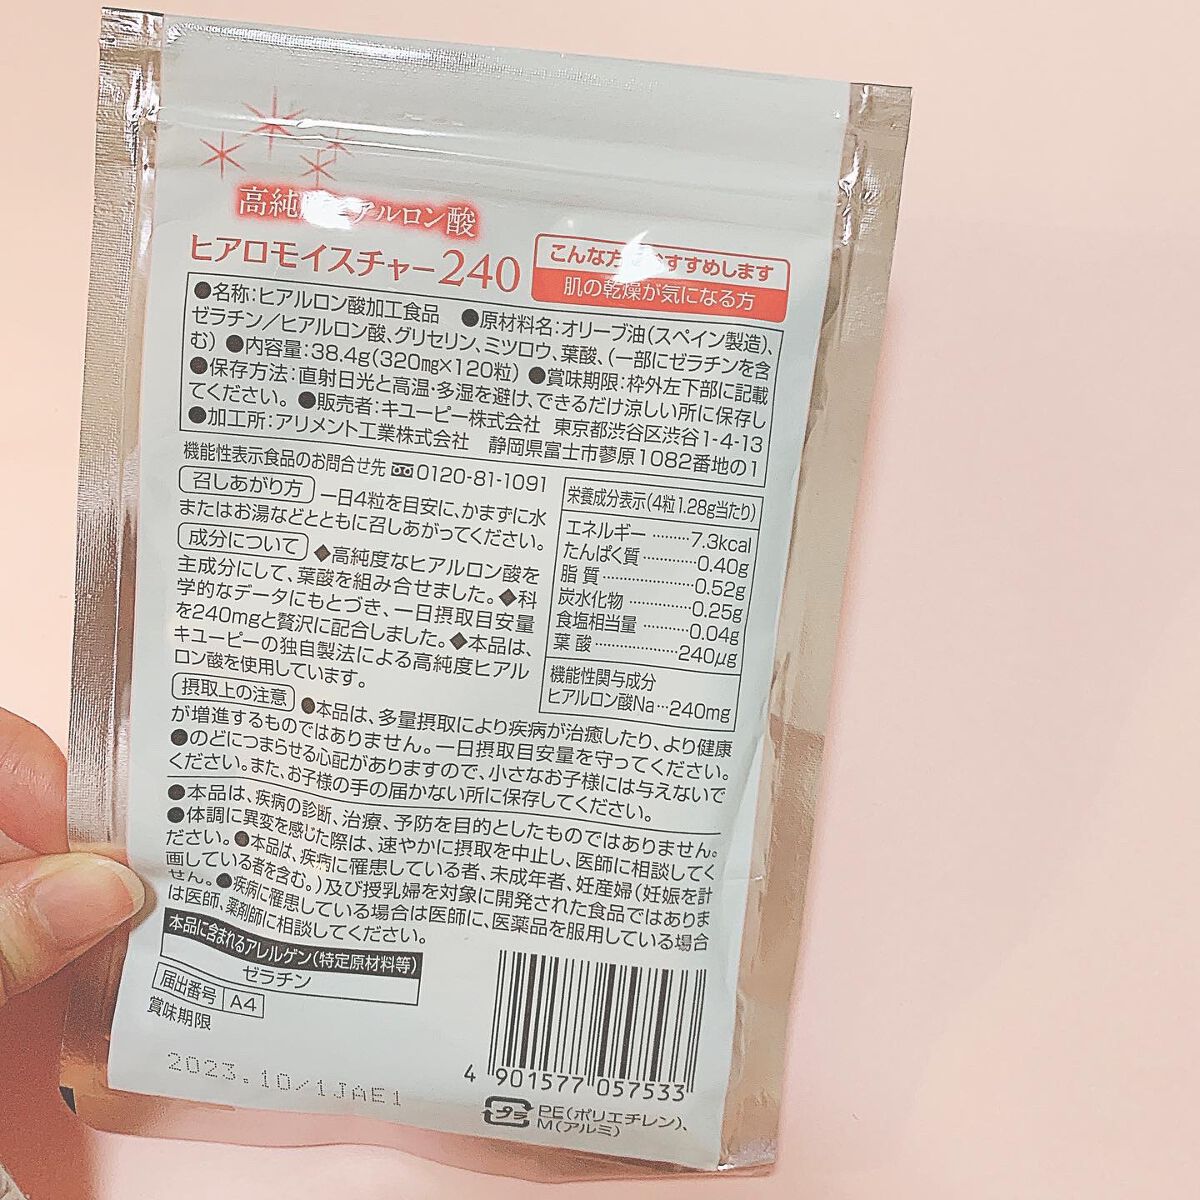 高純 アルロン酸
ヒアロモイスチャー240
こんな方 すすめします
肌の乾燥が気になる方
●名称:ヒアルロン酸加工食品 ●原材料名:オリーブ油(スペイン製造)、
ゼラチン/ヒアルロン酸、グリセリン、ミツロウ、葉酸、(一部にゼラチンを含
む) ●内容量:38.4g(320mg×120粒) ●賞味期限:枠外左下部に記載
●保存方法:直射日光と高温・多湿を避け、できるだけ涼しい所に保存し
てください。 ●販売者:キユーピー株式会社 東京都渋谷区渋谷1-4-13
●加工所:アリメント工業株式会社 静岡県富士市蓼原1082番地の1
機能性表示食品のお問合せ先 0120-81-1091
召しあがり方 一日4粒を目安に、かまずに水
またはお湯などとともに召しあがってください。
成分について ◆高純度なヒアルロン酸を
主成分にして、葉酸を組み合せました。◆科
学的なデータにもとづき、一日摂取目安量
を240mgと贅沢に配合しました。◆本品は、
キユーピーの独自製法による高純度ヒアル
ロン酸を使用しています。
栄養成分表示(4粒1.28g当たり)
エネルギー………7.3kcal
たんぱく質………0.40g
脂質………0.52g
炭水化物………0.25g
食塩相当量………0.04g
葉酸………240μg
機能性関与成分
ヒアルロン酸Na…240mg
摂取上の注意 ●本品は、多量摂取により疾病が治癒したり、より健康
が増進するものではありません。一日摂取目安量を守ってください。
●のどにつまらせる心配がありますので、小さなお子様には与えないで
ください。また、お子様の手の届かない所に保存してください。
●本品は、疾病の診断、治療、予防を目的としたものではありません。
●体調に異変を感じた際は、速やかに摂取を中止し、医師に相談してく
ださい。●本品は、疾病に罹患している者、未成年者、妊産婦(妊娠を計
画している者を含む。)及び授乳婦を対象に開発された食品ではありま
せん。●疾病に罹患している場合は医師に、医薬品を服用している場合
は医師、薬剤師に相談してください。
本品に含まれるアレルゲン(特定原材料等)
ゼラチン
届出番号 A4
賞味期限
2023.10/1JAE1
4 901577 057533
プラ PE(ポリエチレン)、
M(アルミ)